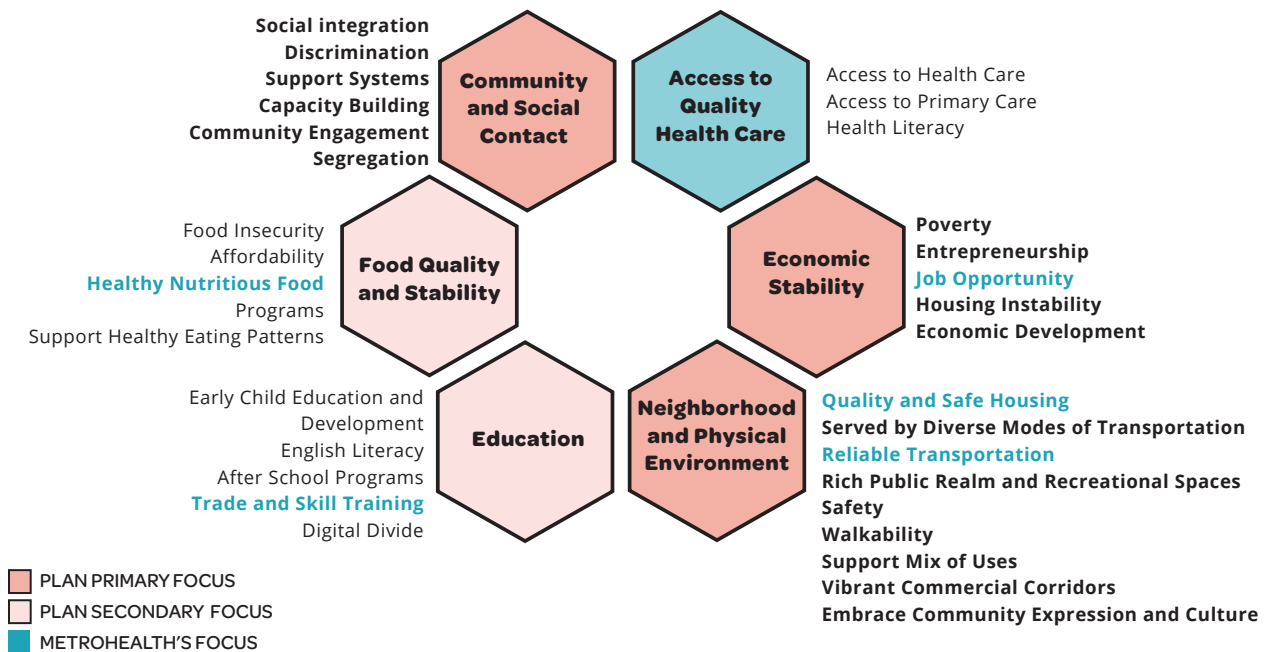 Social integration
Discrimination
Support Systems
Capacity Building
Community Engagement
Segregation
Community
and Social
Contact
Access to
Quality
Health Care
Access to Health Care
Access to Primary Care
Health Literacy
Food Insecurity
Affordability
Healthy Nutritious Food
Programs
Support Healthy Eating Patterns
Food Quality
and Stability
Economic
Stability
Poverty
Entrepreneurship
Job Opportunity
Housing Instability
Economic Development
Early Child Education and
Development
English Literacy
After School Programs
Trade and Skill Training
Digital Divide
Education
Neighborhood
and Physical
Environment
Quality and Safe Housing
Served by Diverse Modes of Transportation
Reliable Transportation
Rich Public Realm and Recreational Spaces
Safety
Walkability
Support Mix of Uses
Vibrant Commercial Corridors
Embrace Community Expression and Culture
PLAN PRIMARY FOCUS
PLAN SECONDARY FOCUS
METROHEALTH'S FOCUS